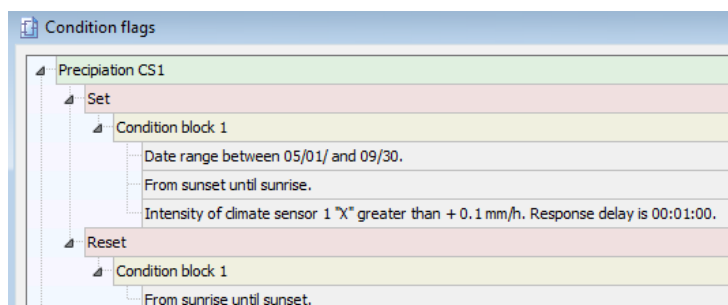 Condition flags
Precipiation CS1
Set
Condition block 1
Date range between 05/01/ and 09/30.
From sunset until sunrise.
Intensity of climate sensor 1 "X" greater than + 0.1 mm/h. Response delay is 00:01:00.
Reset
Condition block 1
From sunrise until sunset.